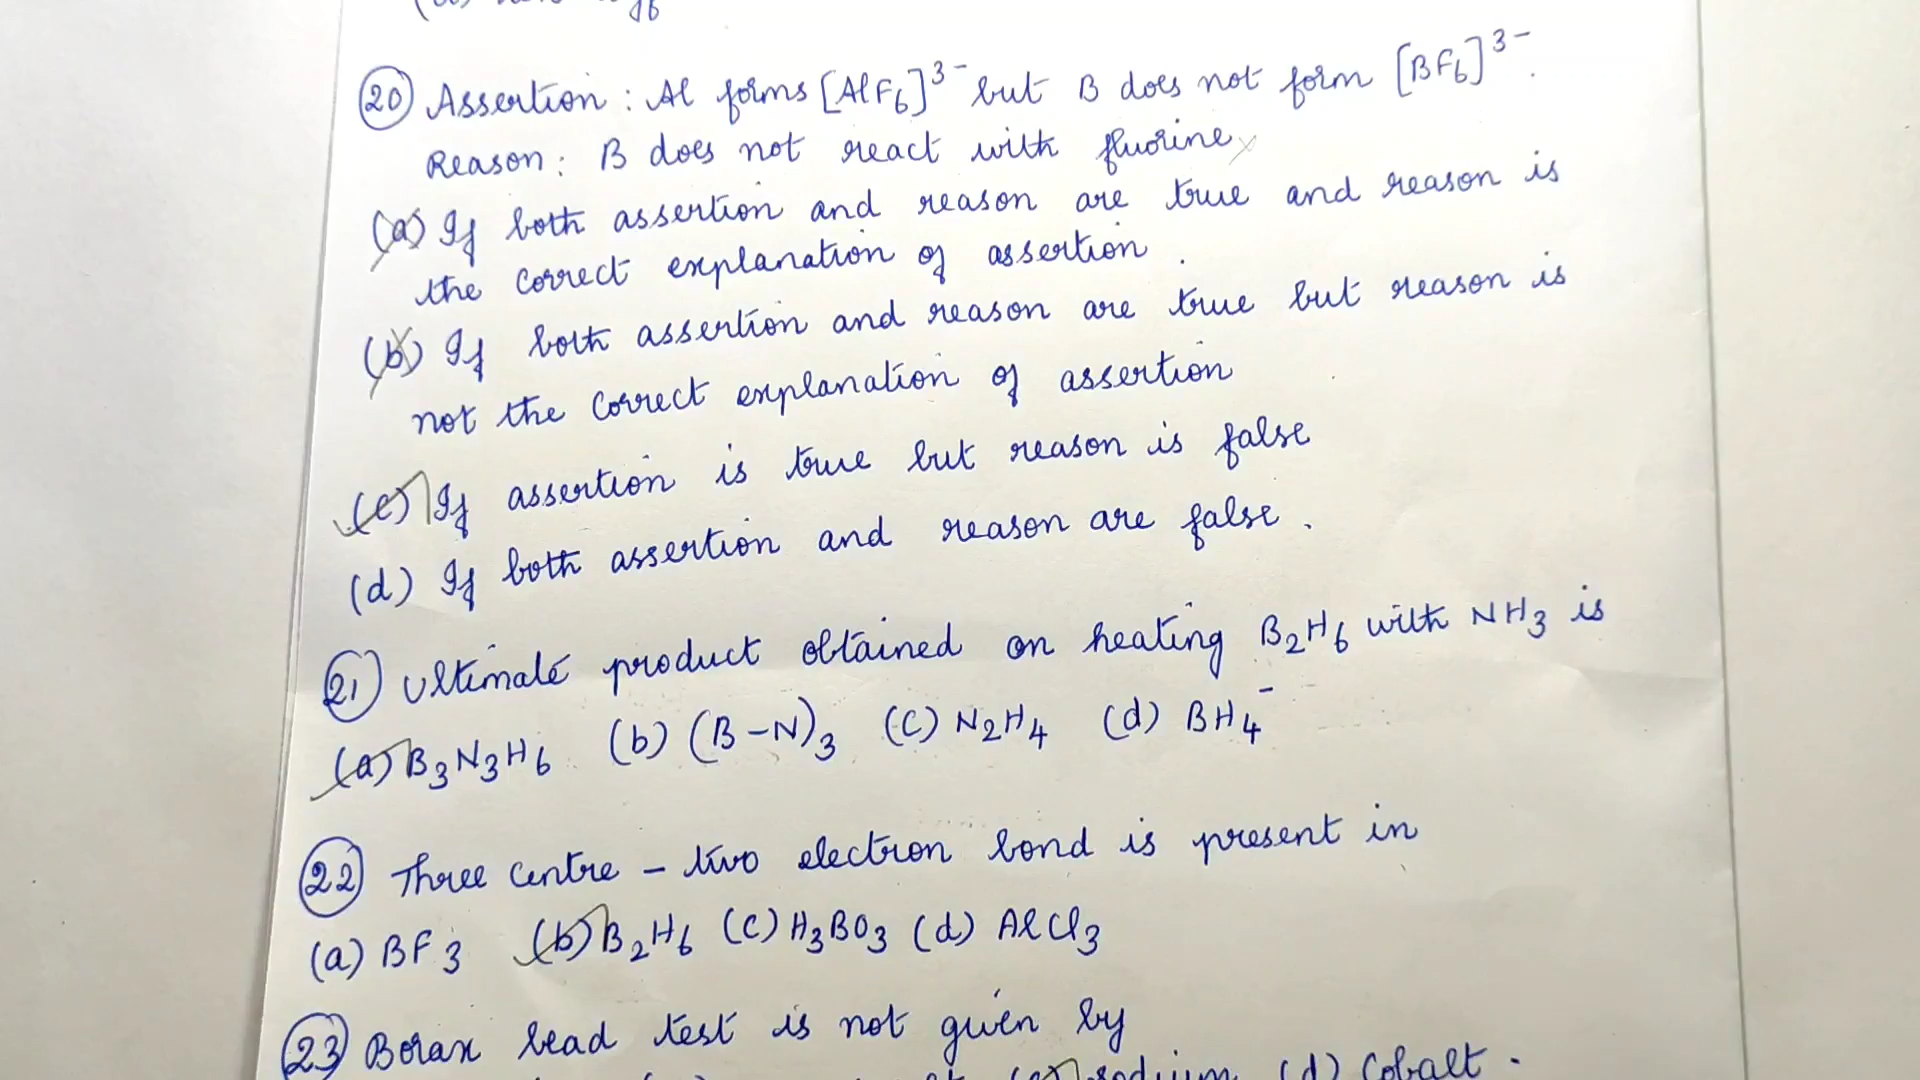 (20) Assertion : Al forms [AlF6]3- but B does not form [BF6]3-.
Reason : B does not react with fluorine
(a) If both assertion and reason are true and reason is
the correct explanation of assertion.
(b) If both assertion and reason are true but reason is
not the correct explanation of assertion
(c) If assertion is true but reason is false
(d) If both assertion and reason are false.
(21) Ultimate product obtained on heating B2H6 with NH3 is
(a) B3N3H6 (b) (B-N)3 (c) N2H4 (d) BH4-
(22) Three centre - two electron bond is present in
(a) BF3 (b) B2H6 (c) H3BO3 (d) AlCl3
(23) Borax bead test is not given by
sodium (d) Cobalt.